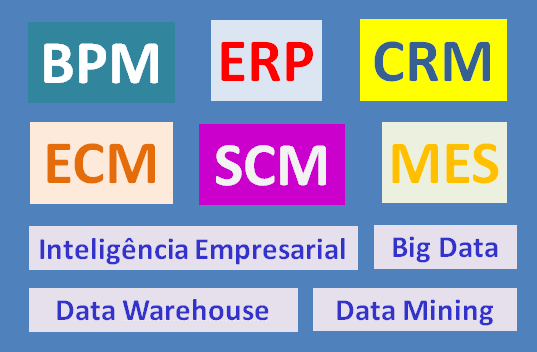 BPM
ERP
CRM
ECM
SCM
MES
Inteligência Empresarial
Big Data
Data Warehouse
Data Mining